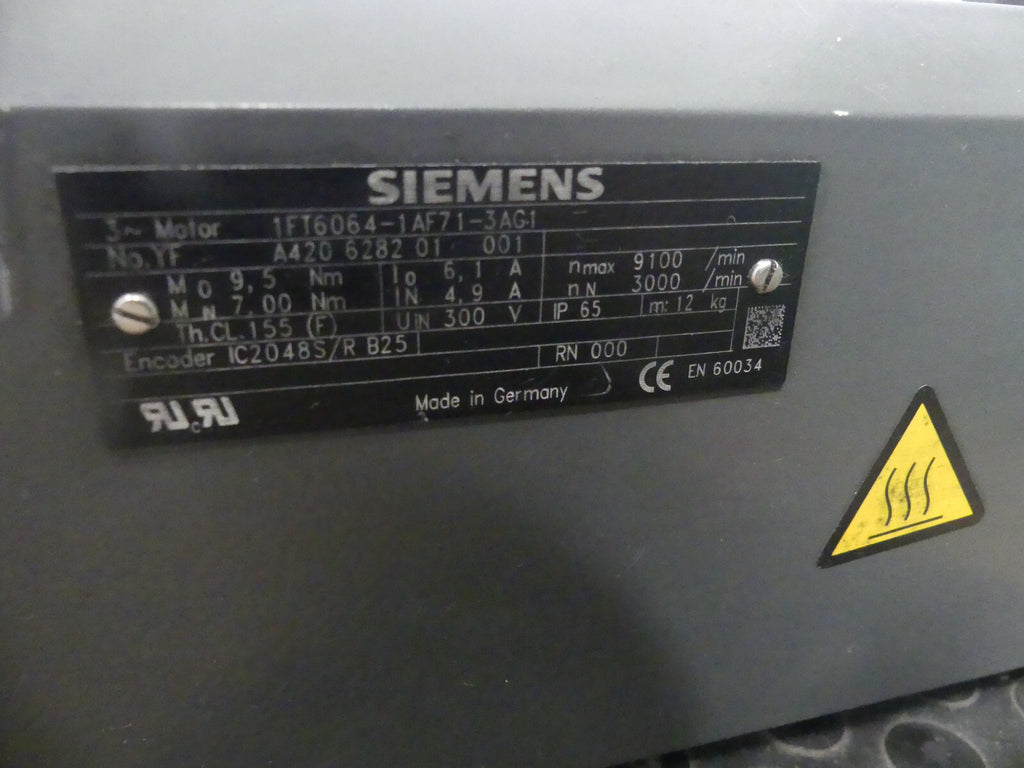 SIEMENS
3~ Motor 1FT6064-1AF71-3AG1
No.YF A420 6282 01 001
M0 9,5 Nm I0 6,1 A nmax 9100 /min
MN 7,00 Nm IN 4,9 A nN 3000 /min
Th.CL.155 (F) UIN 300 V IP 65 m: 12 kg
Encoder IC2048S/R B25 RN 000
Made in Germany CE EN 60034
RU cRU